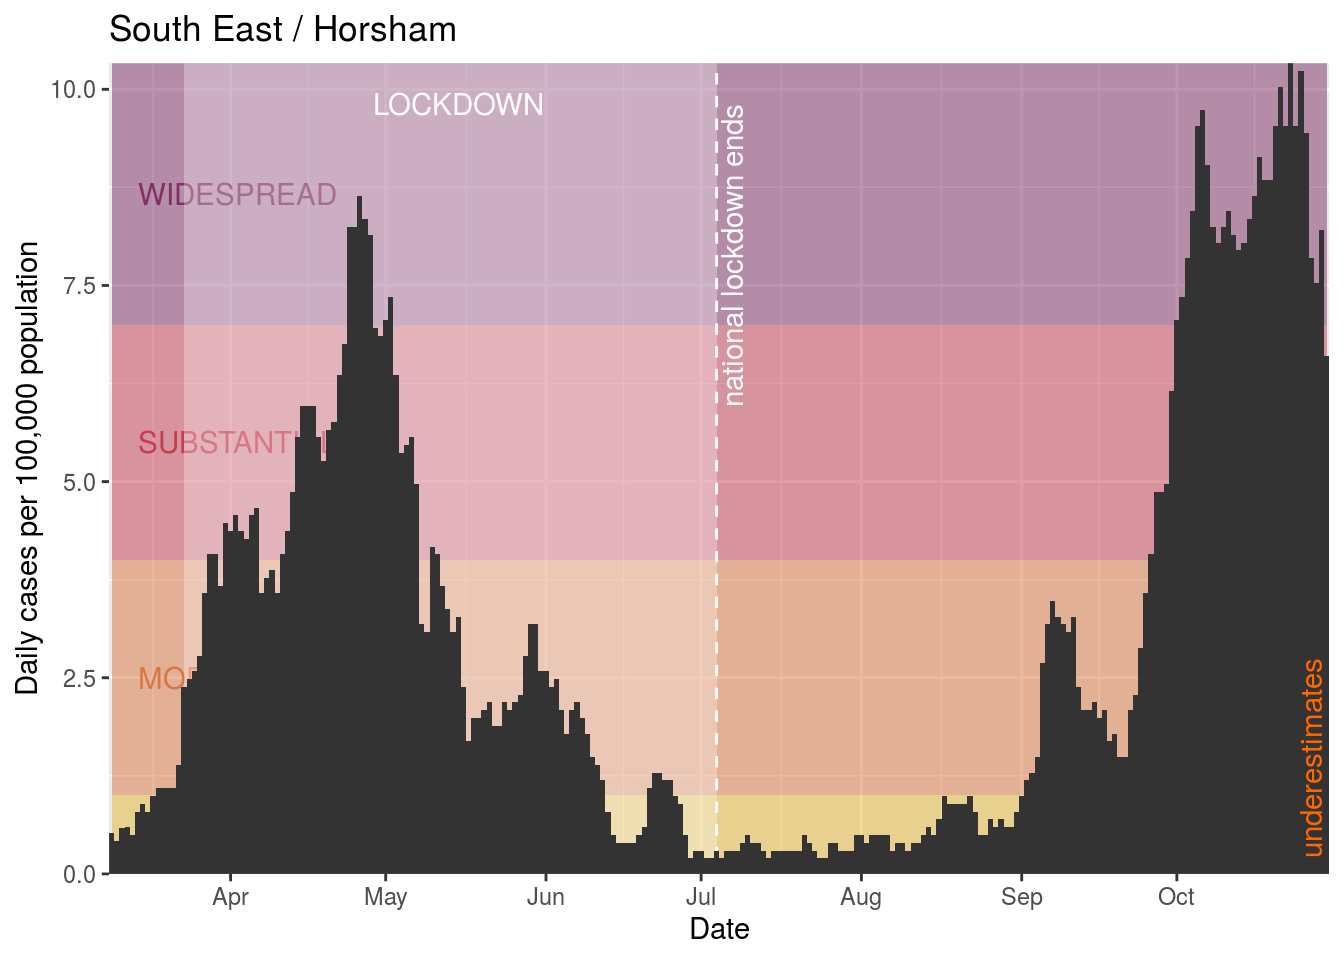 South East / Horsham
Daily cases per 100,000 population
10.0
7.5
5.0
2.5
0.0
LOCKDOWN
WIDESPREAD
SUBSTANTI
MO
national lockdown ends
underestimates
Apr
May
Jun
Jul
Aug
Sep
Oct
Date